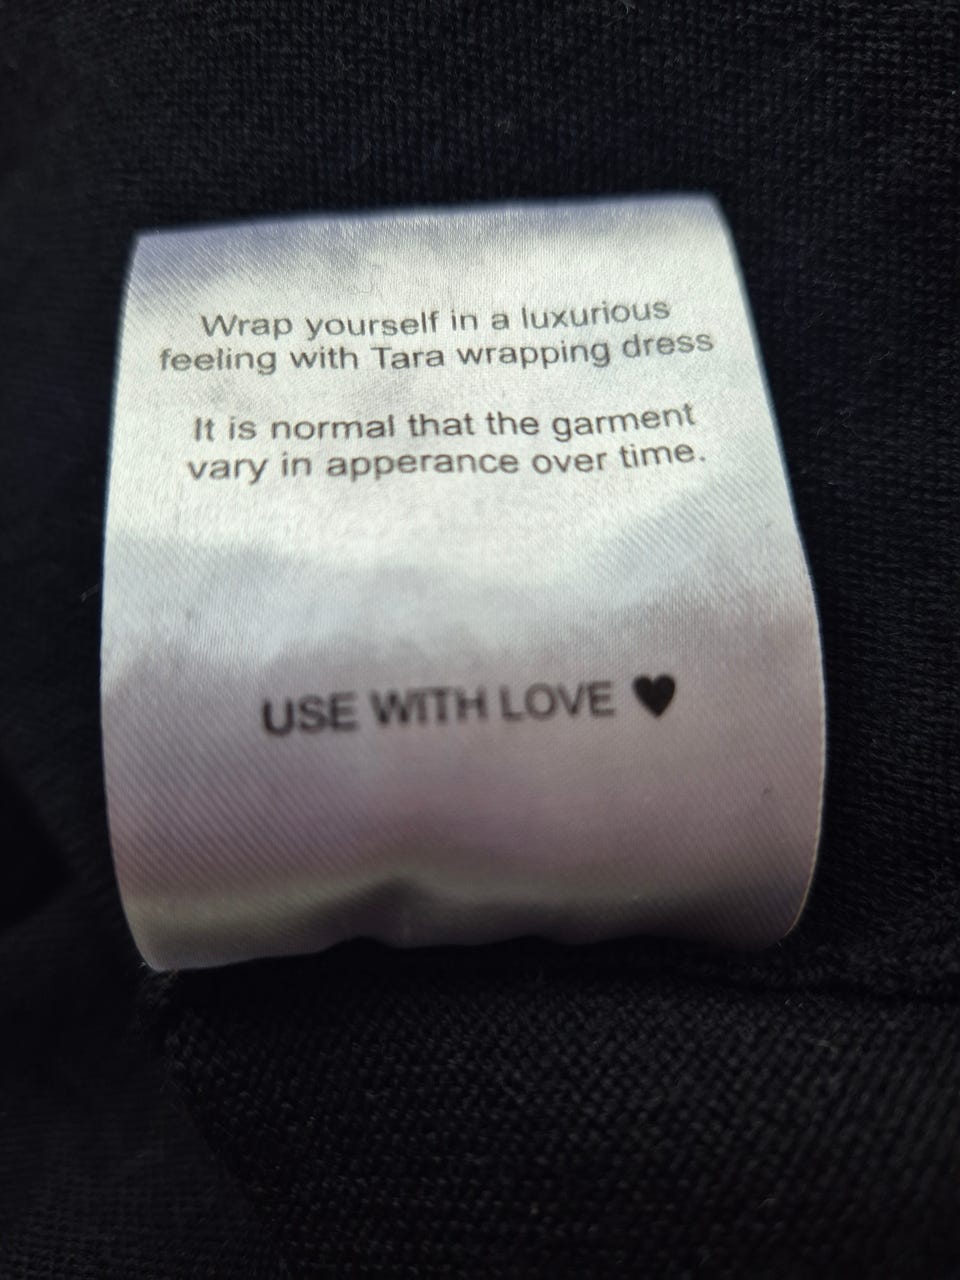 Wrap yourself in a luxurious
feeling with Tara wrapping dress
It is normal that the garment
vary in apperance over time.
USE WITH LOVE ♥